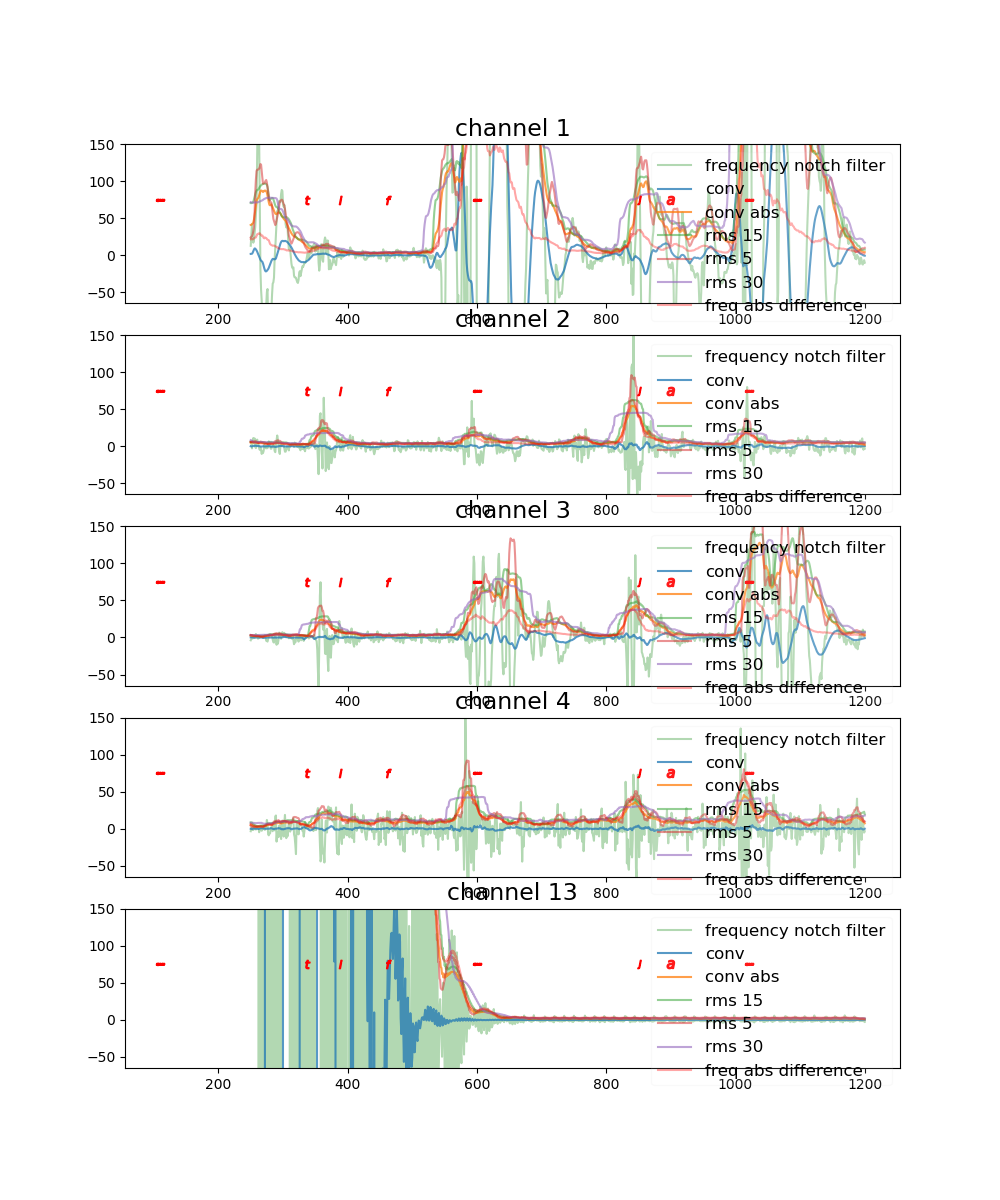 channel 1
150
100
50
0
−50
– t l f – J a –
frequency notch filter
conv
conv abs
rms 15
rms 5
rms 30
freq abs difference
200 400 600 800 1000 1200
channel 2
150
100
50
0
−50
– t l f – J a –
frequency notch filter
conv
conv abs
rms 15
rms 5
rms 30
freq abs difference
200 400 600 800 1000 1200
channel 3
150
100
50
0
−50
– t l f – J a –
frequency notch filter
conv
conv abs
rms 15
rms 5
rms 30
freq abs difference
200 400 600 800 1000 1200
channel 4
150
100
50
0
−50
– t l f – J a –
frequency notch filter
conv
conv abs
rms 15
rms 5
rms 30
freq abs difference
200 400 600 800 1000 1200
channel 13
150
100
50
0
−50
– t l f – J a –
frequency notch filter
conv
conv abs
rms 15
rms 5
rms 30
freq abs difference
200 400 600 800 1000 1200